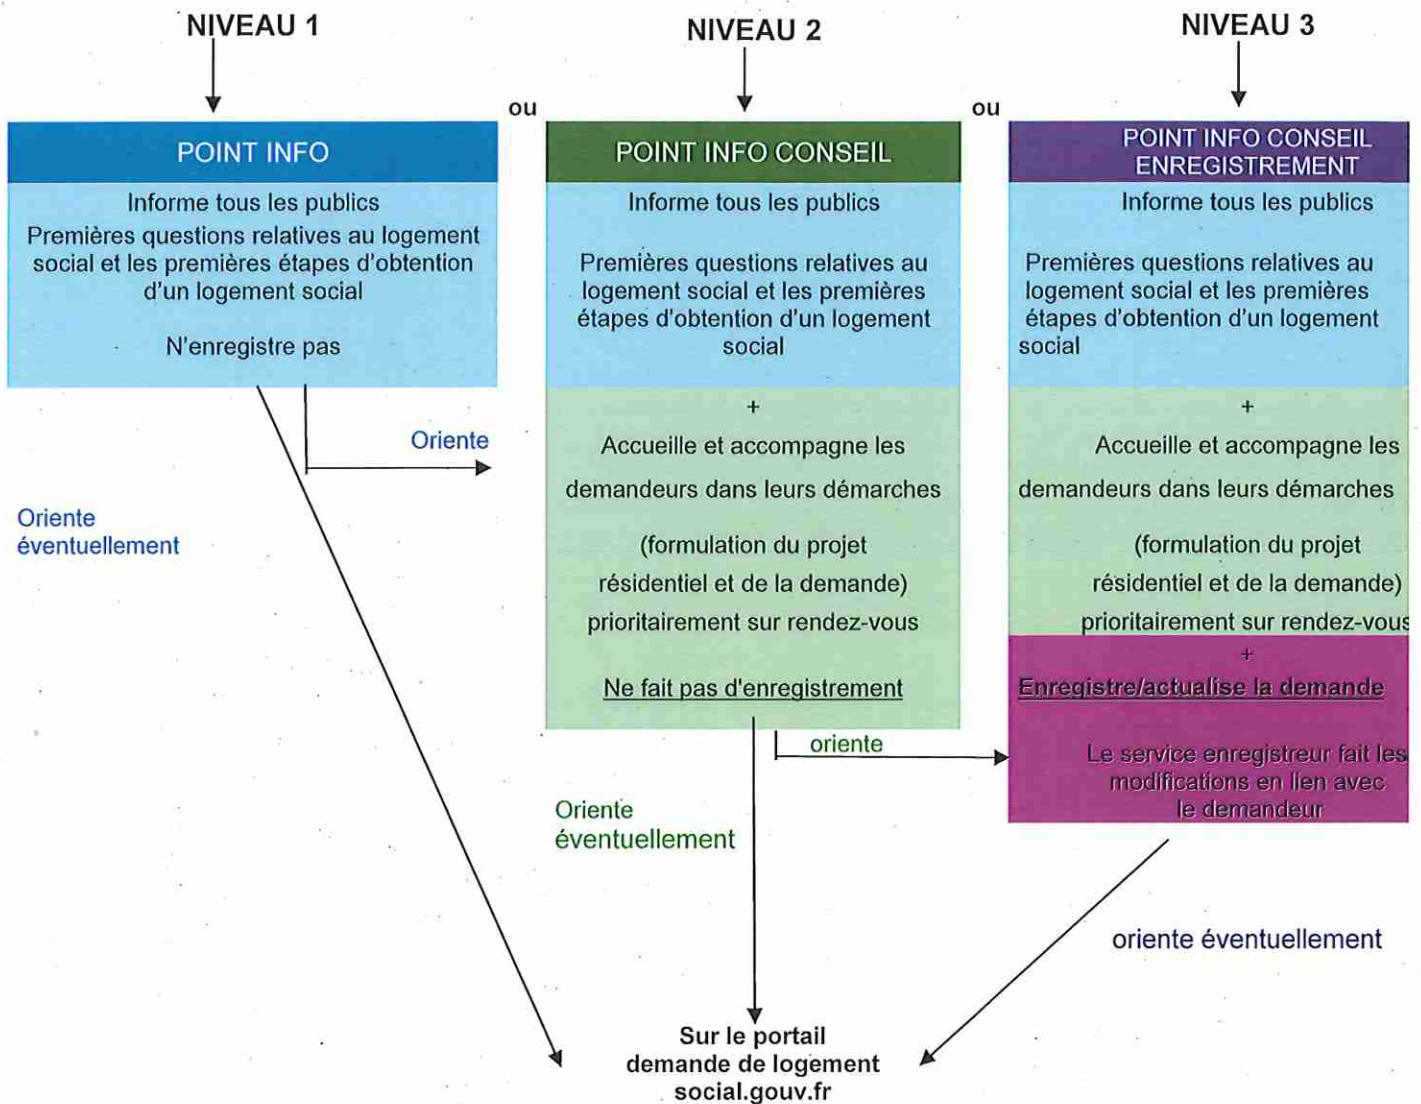 NIVEAU 1
NIVEAU 2
NIVEAU 3
ou
ou
POINT INFO
Informe tous les publics
Premières questions relatives au logement
social et les premières étapes d'obtention
d'un logement social
N'enregistre pas
Oriente
Oriente
éventuellement
POINT INFO CONSEIL
Informe tous les publics
Premières questions relatives au
logement social et les premières
étapes d'obtention d'un logement
social
+
Accueille et accompagne les
demandeurs dans leurs démarches
(formulation du projet
résidentiel et de la demande)
prioritairement sur rendez-vous
Ne fait pas d'enregistrement
oriente
Oriente
éventuellement
POINT INFO CONSEIL
ENREGISTREMENT
Informe tous les publics
Premières questions relatives au
logement social et les premières
étapes d'obtention d'un logement
social
+
Accueille et accompagne les
demandeurs dans leurs démarches
(formulation du projet
résidentiel et de la demande)
prioritairement sur rendez-vous
+
Enregistre/actualise la demande
Le service enregistreur fait les
modifications en lien avec
le demandeur
oriente éventuellement
Sur le portail
demande de logement
social.gouv.fr